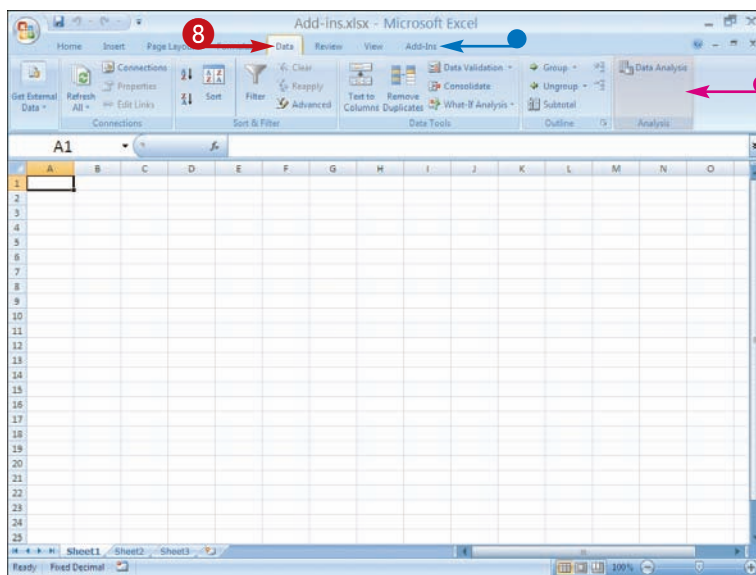 Add-ins.xlsx - Microsoft Excel
8
Home Insert Page Layout Formulas Data Review View Add-Ins
Get External Data
Refresh All
Connections
Properties
Edit Links
Connections
Sort
Filter
Clear
Reapply
Advanced
Sort & Filter
Text to Columns
Remove Duplicates
Data Validation
Consolidate
What-If Analysis
Data Tools
Group
Ungroup
Subtotal
Outline
Data Analysis
Analysis
A1 fx
A B C D E F G H I J K L M N O
1
2
3
4
5
6
7
8
9
10
11
12
13
14
15
16
17
18
19
20
21
22
23
24
25
Sheet1 Sheet2 Sheet3
Ready Fixed Decimal 100%